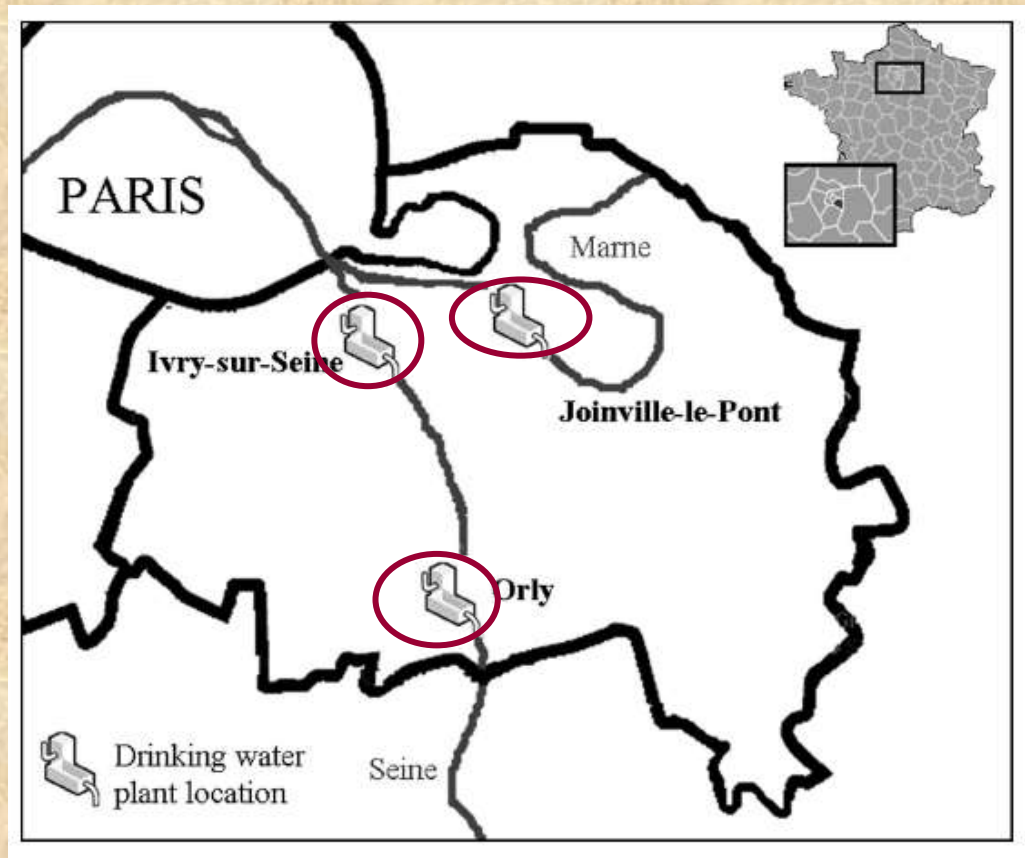 PARIS
Marne
Ivry-sur-Seine
Joinville-le-Pont
Orly
Seine
Drinking water
plant location